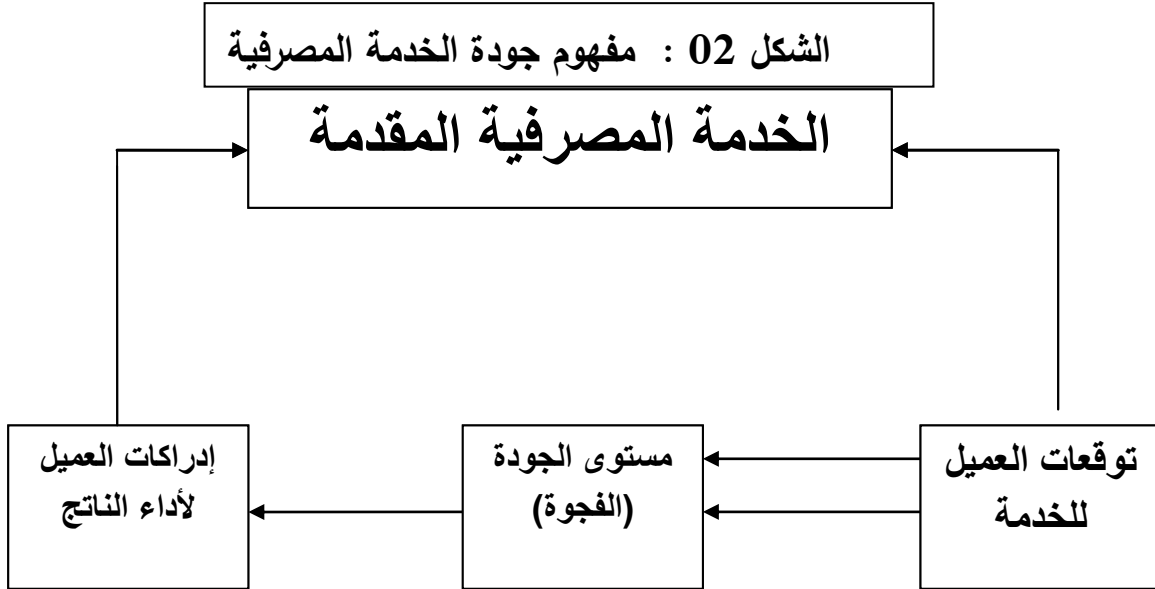 الشكل 02 : مفهوم جودة الخدمة المصرفية
الخدمة المصرفية المقدمة
توقعات العميل
للخدمة
مستوى الجودة
(الفجوة)
إدراكات العميل
لأداء الناتج